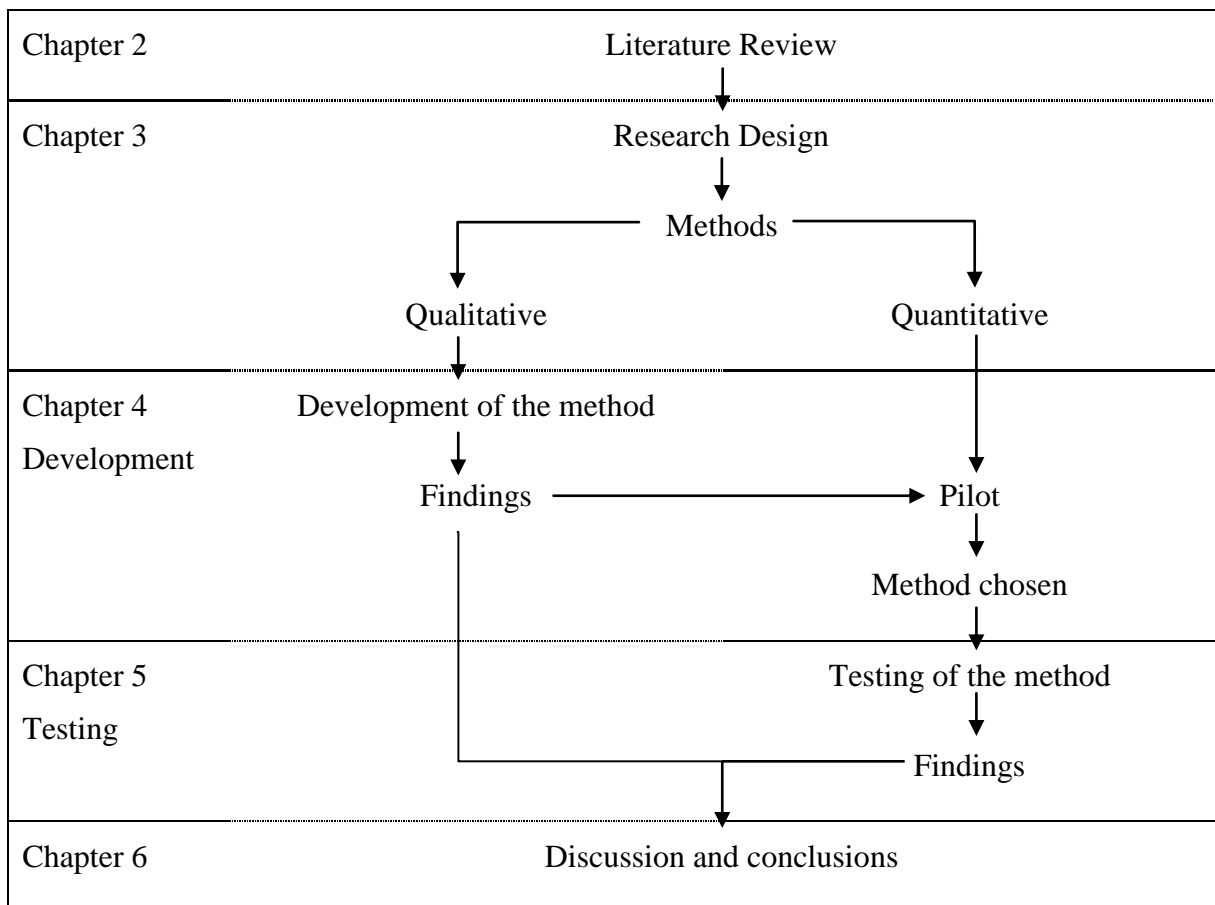 Chapter 2 Literature Review
Chapter 3 Research Design
Methods
Qualitative Quantitative
Chapter 4 Development of the method
Development
Findings Pilot
Method chosen
Chapter 5 Testing of the method
Testing
Findings
Chapter 6 Discussion and conclusions